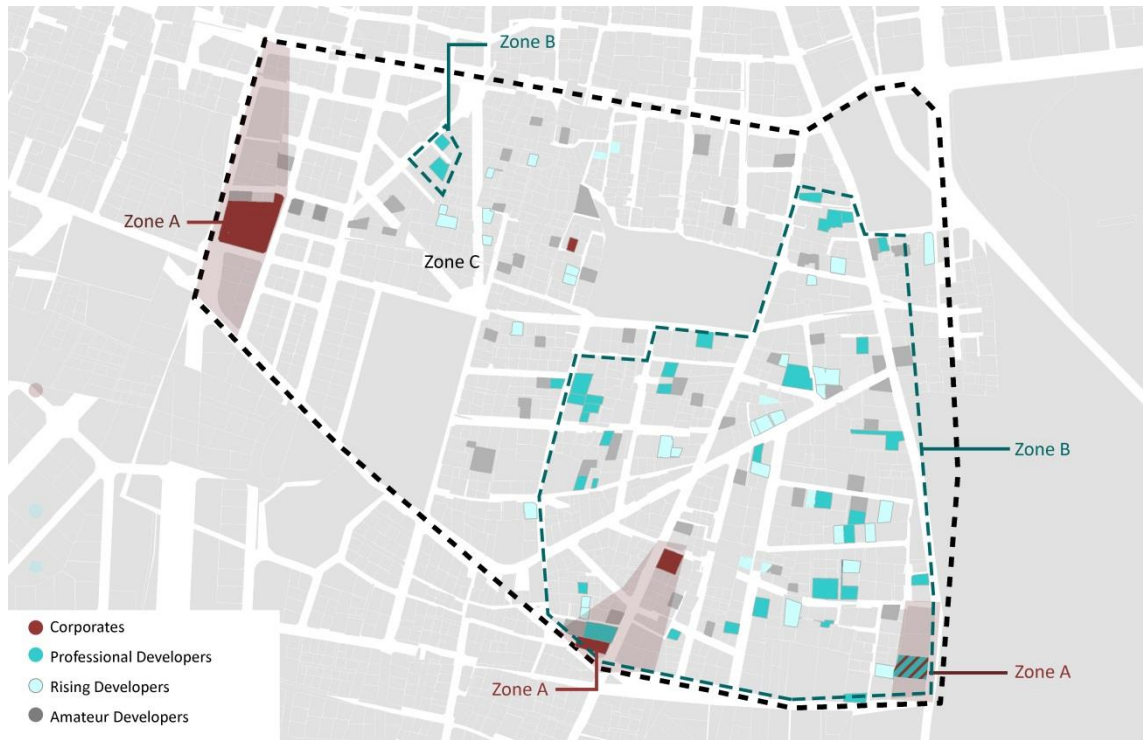 Zone B
Zone A
Zone C
Zone B
Zone A
Zone A
Corporates
Professional Developers
Rising Developers
Amateur Developers